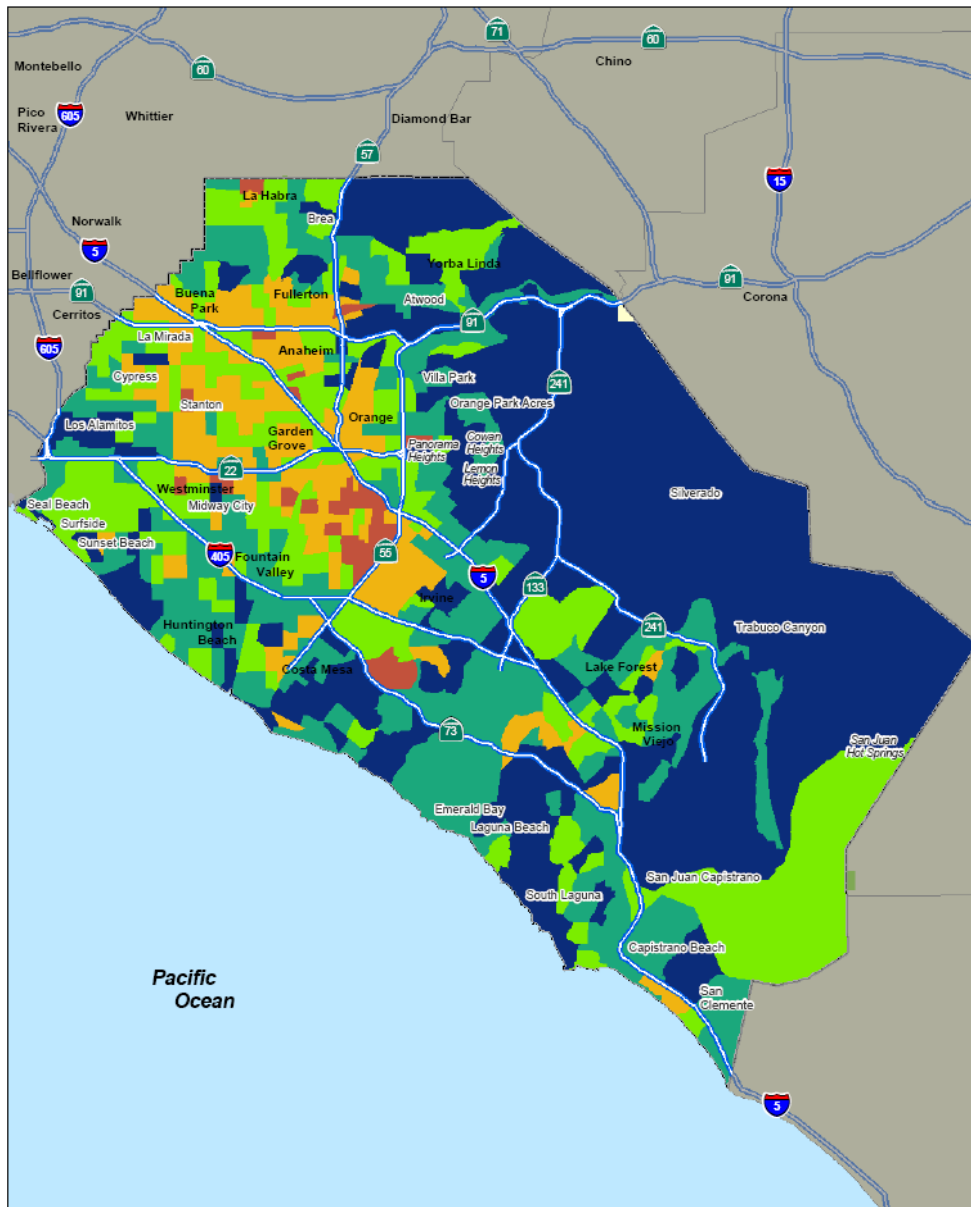 71
60
Chino
Montebello
60
Pico
Rivera
605
Whittier
Diamond Bar
57
15
La Habra
Norwalk
Brea
5
Yorba Linda
Bellflower
91
Cerritos
Buena
Park
Fullerton
Atwood
91
Corona
91
La Mirada
605
Anaheim
Cypress
Villa Park
241
Stanton
Orange Park Acres
Los Alamitos
Orange
Garden
Grove
Panorama
Heights
Cowan
Heights
Lemon
Heights
22
Westminster
Midway City
Silverado
Seal Beach
Surfside
Sunset Beach
405
Fountain
Valley
55
5
133
Irvine
Huntington
Beach
241
Trabuco Canyon
Costa Mesa
Lake Forest
73
Mission
Viejo
San Juan
Hot Springs
Emerald Bay
Laguna Beach
San Juan Capistrano
South Laguna
Capistrano Beach
Pacific
Ocean
San
Clemente
5